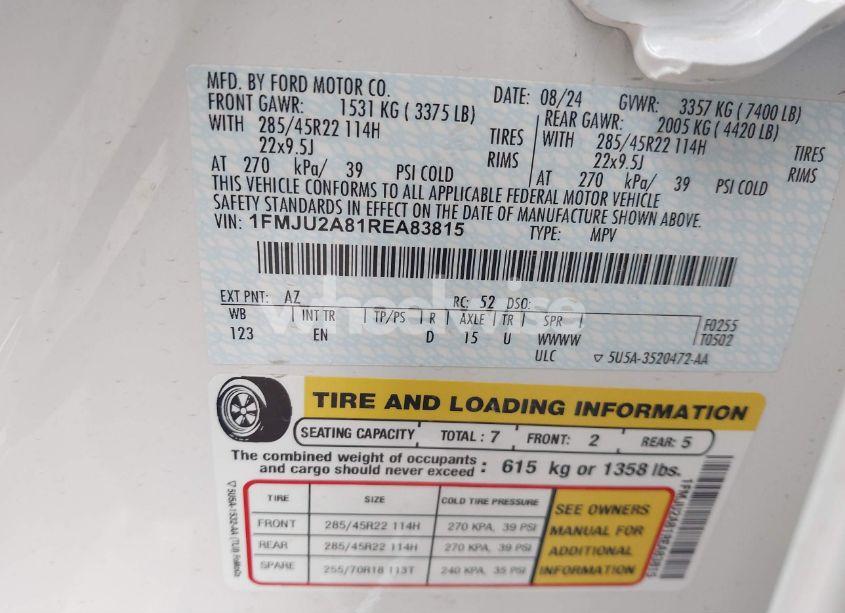 MFD. BY FORD MOTOR CO. DATE: 08/24 GVWR: 3357 KG ( 7400 LB)
FRONT GAWR: 1531 KG ( 3375 LB) REAR GAWR: 2005 KG ( 4420 LB)
WITH 285/45R22 114H TIRES WITH 285/45R22 114H TIRES
22x9.5J RIMS 22x9.5J RIMS
AT 270 kPa/ 39 PSI COLD AT 270 kPa/ 39 PSI COLD
THIS VEHICLE CONFORMS TO ALL APPLICABLE FEDERAL MOTOR VEHICLE
SAFETY STANDARDS IN EFFECT ON THE DATE OF MANUFACTURE SHOWN ABOVE.
VIN: 1FMJU2A81REA83815 TYPE: MPV
EXT PNT: AZ RC: 52 DSO:
WB INT TR TP/PS R AXLE TR SPR F0255
123 EN D 15 U WWWW T0502
ULC ▽ 5U5A-3520472-AA
TIRE AND LOADING INFORMATION
SEATING CAPACITY TOTAL : 7 FRONT: 2 REAR: 5
The combined weight of occupants
and cargo should never exceed : 615 kg or 1358 lbs.
TIRE SIZE COLD TIRE PRESSURE
FRONT 285/45R22 114H 270 KPA, 39 PSI
REAR 285/45R22 114H 270 KPA, 39 PSI
SPARE 255/70R18 113T 240 KPA, 35 PSI
SEE OWNERS
MANUAL FOR
ADDITIONAL
INFORMATION
1FMJU2A81REA83815